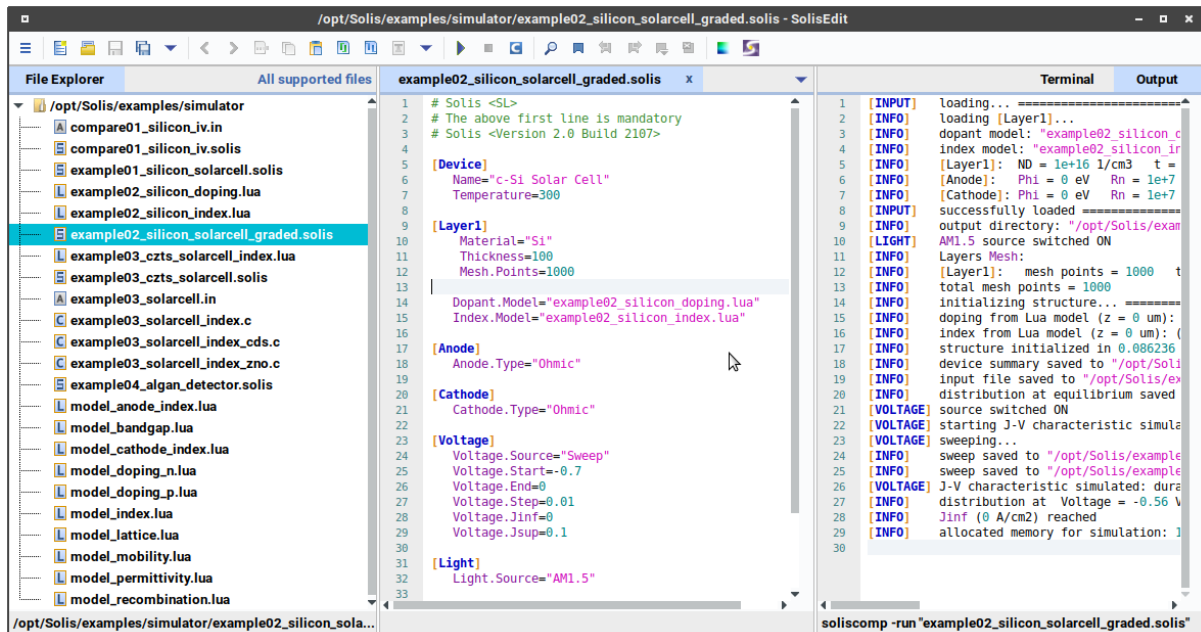 /opt/Solis/examples/simulator/example02_silicon_solarcell_graded.solis - SolisEdit
File Explorer
All supported files
/opt/Solis/examples/simulator
compare01_silicon_iv.in
compare01_silicon_iv.solis
example01_silicon_solarcell.solis
example02_silicon_doping.lua
example02_silicon_index.lua
example02_silicon_solarcell_graded.solis
example03_czts_solarcell_index.lua
example03_czts_solarcell.solis
example03_solarcell.in
example03_solarcell_index.c
example03_solarcell_index_cds.c
example03_solarcell_index_zno.c
example04_algan_detector.solis
model_anode_index.lua
model_bandgap.lua
model_cathode_index.lua
model_doping_n.lua
model_doping_p.lua
model_index.lua
model_lattice.lua
model_mobility.lua
model_permittivity.lua
model_recombination.lua
/opt/Solis/examples/simulator/example02_silicon_sola...
example02_silicon_solarcell_graded.solis x
1 # Solis <SL>
2 # The above first line is mandatory
3 # Solis <Version 2.0 Build 2107>
4
5 [Device]
6 Name="c-Si Solar Cell"
7 Temperature=300
8
9 [Layer1]
10 Material="Si"
11 Thickness=100
12 Mesh.Points=1000
13
14 Dopant.Model="example02_silicon_doping.lua"
15 Index.Model="example02_silicon_index.lua"
16
17 [Anode]
18 Anode.Type="Ohmic"
19
20 [Cathode]
21 Cathode.Type="Ohmic"
22
23 [Voltage]
24 Voltage.Source="Sweep"
25 Voltage.Start=-0.7
26 Voltage.End=0
27 Voltage.Step=0.01
28 Voltage.Jinf=0
29 Voltage.Jsup=0.1
30
31 [Light]
32 Light.Source="AM1.5"
33
Terminal
Output
1 [INPUT] loading... =======================
2 [INFO] loading [Layer1]...
3 [INFO] dopant model: "example02_silicon_d
4 [INFO] index model: "example02_silicon_in
5 [INFO] [Layer1]: ND = 1e+16 1/cm3 t =
6 [INFO] [Anode]: Phi = 0 eV Rn = 1e+7
7 [INFO] [Cathode]: Phi = 0 eV Rn = 1e+7
8 [INPUT] successfully loaded ==============
9 [INFO] output directory: "/opt/Solis/exam
10 [LIGHT] AM1.5 source switched ON
11 [INFO] Layers Mesh:
12 [INFO] [Layer1]: mesh points = 1000 t
13 [INFO] total mesh points = 1000
14 [INFO] initializing structure... ========
15 [INFO] doping from Lua model (z = 0 um):
16 [INFO] index from Lua model (z = 0 um): (
17 [INFO] structure initialized in 0.086236
18 [INFO] device summary saved to "/opt/Soli
19 [INFO] input file saved to "/opt/Solis/ex
20 [INFO] distribution at equilibrium saved
21 [VOLTAGE] source switched ON
22 [VOLTAGE] starting J-V characteristic simula
23 [VOLTAGE] sweeping...
24 [INFO] sweep saved to "/opt/Solis/example
25 [INFO] sweep saved to "/opt/Solis/example
26 [VOLTAGE] J-V characteristic simulated: dura
27 [INFO] distribution at Voltage = -0.56 V
28 [INFO] Jinf (0 A/cm2) reached
29 [INFO] allocated memory for simulation: 1
30
soliscomp -run "example02_silicon_solarcell_graded.solis"